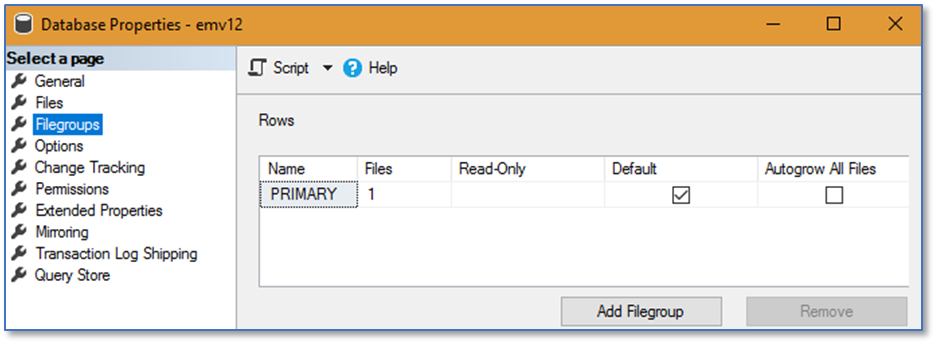 Database Properties - emv12
Select a page
General
Files
Filegroups
Options
Change Tracking
Permissions
Extended Properties
Mirroring
Transaction Log Shipping
Query Store
Script Help
Rows
Name Files Read-Only Default Autogrow All Files
PRIMARY 1
Add Filegroup Remove